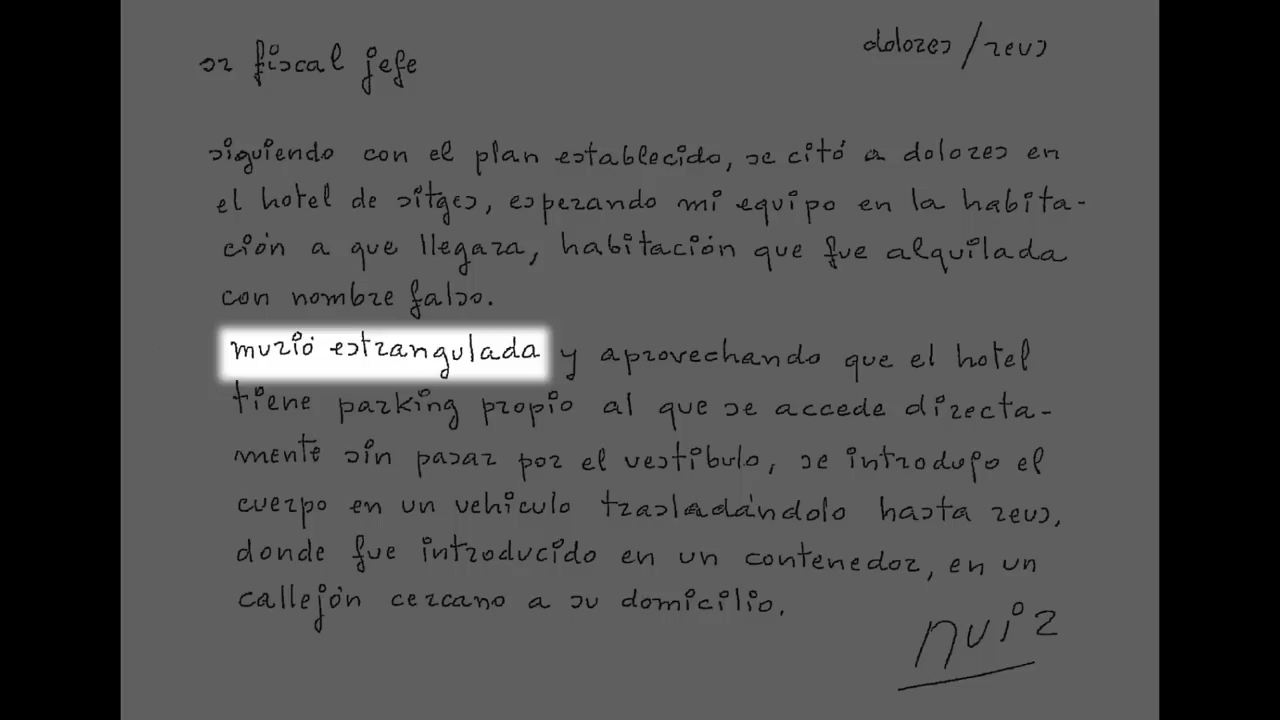 dolores / reus
sr fiscal jefe
siguiendo con el plan establecido, se citó a dolores en
el hotel de sitges, esperando mi equipo en la habita-
ción a que llegara, habitación que fue alquilada
con nombre falso.
murió estrangulada y aprovechando que el hotel
tiene parking propio al que se accede directa-
mente sin pasar por el vestíbulo, se introdujo el
cuerpo en un vehículo trasladándolo hasta reus,
donde fue introducido en un contenedor, en un
callejón cercano a su domicilio.